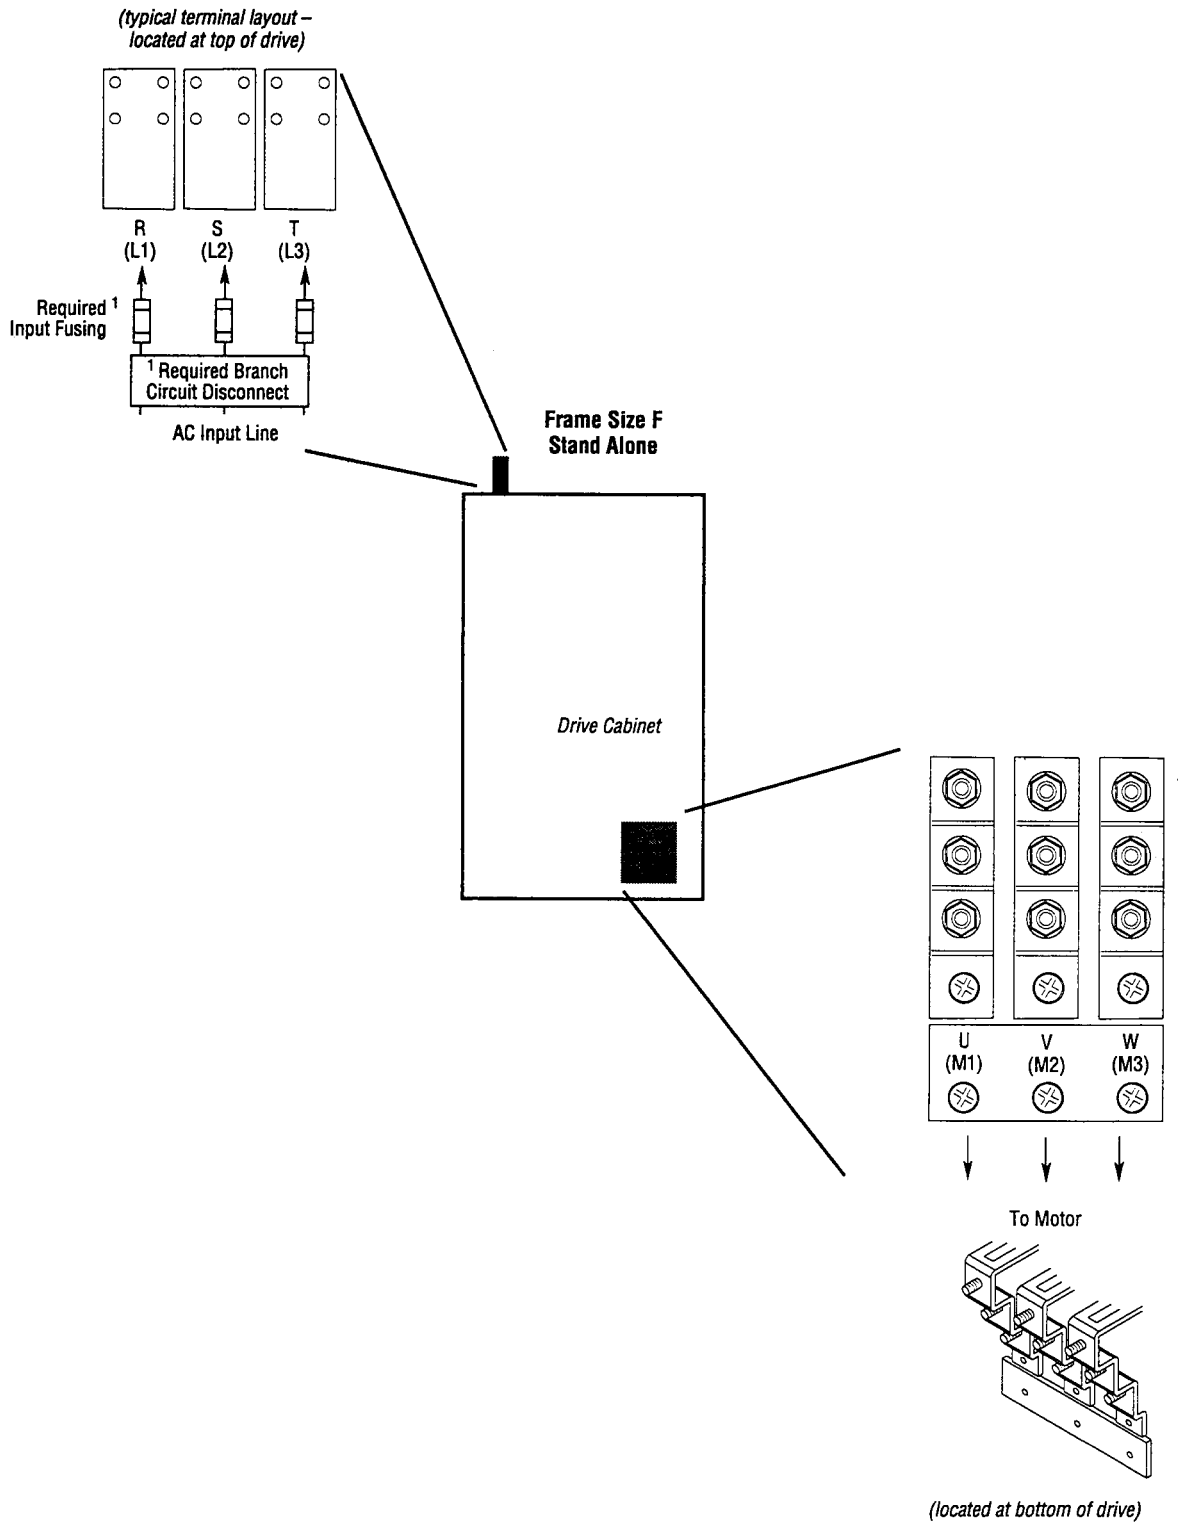 (typical terminal layout –
located at top of drive)
R
(L1)
S
(L2)
T
(L3)
Required 1
Input Fusing
1 Required Branch
Circuit Disconnect
AC Input Line
Frame Size F
Stand Alone
Drive Cabinet
U
(M1)
V
(M2)
W
(M3)
To Motor
(located at bottom of drive)